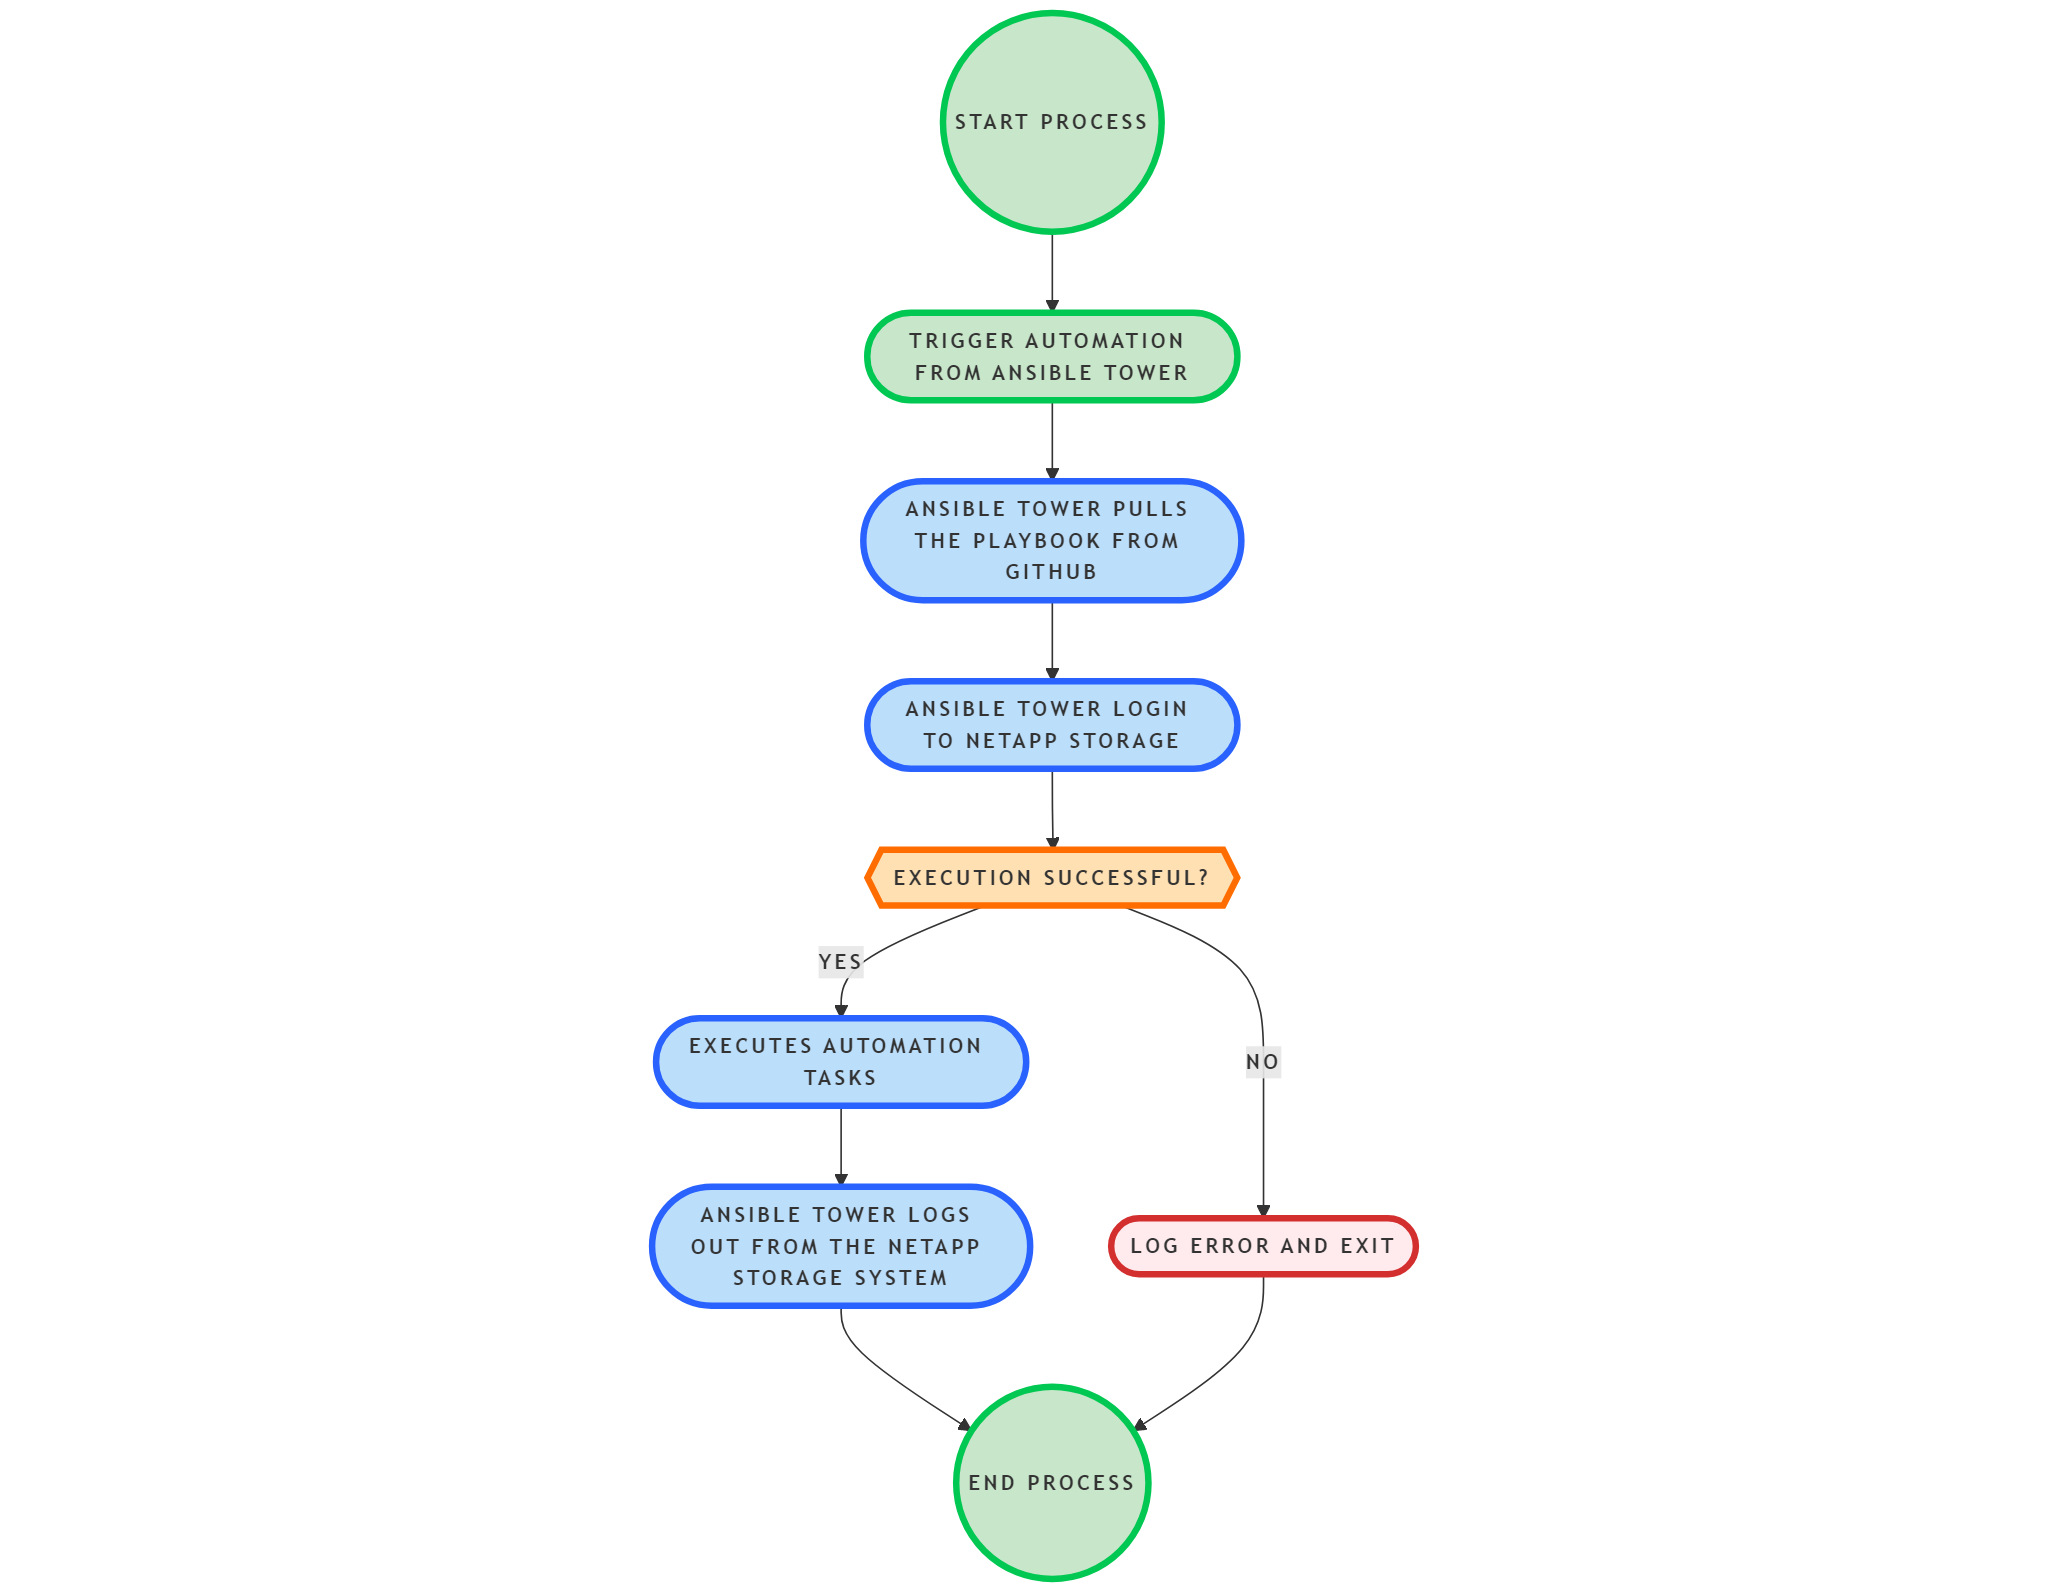 START PROCESS
TRIGGER AUTOMATION
FROM ANSIBLE TOWER
ANSIBLE TOWER PULLS
THE PLAYBOOK FROM
GITHUB
ANSIBLE TOWER LOGIN
TO NETAPP STORAGE
EXECUTION SUCCESSFUL?
YES
EXECUTES AUTOMATION
TASKS
NO
ANSIBLE TOWER LOGS
OUT FROM THE NETAPP
STORAGE SYSTEM
LOG ERROR AND EXIT
END PROCESS